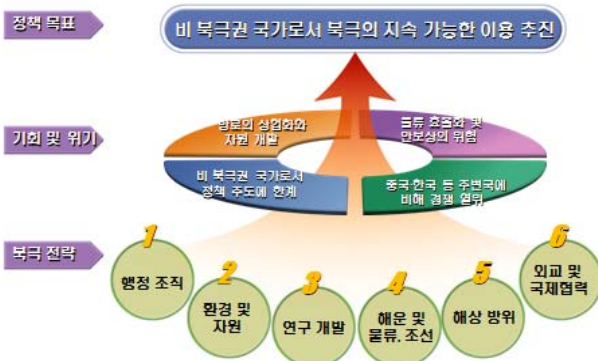 정책 목표
비 북극권 국가로서 북극의 지속 가능한 이용 추진
기회 및 위기
항로의 상업화와
자원 개발
물류 효율화 및
안보상의 위험
비 북극권 국가로서
정책 주도에 한계
중국·한국 등 주변국에
비해 경쟁 열위
북극 전략
1
행정 조직
2
환경 및
자원
3
연구 개발
4
해운 및
물류. 조선
5
해상 방위
6
외교 및
국제협력